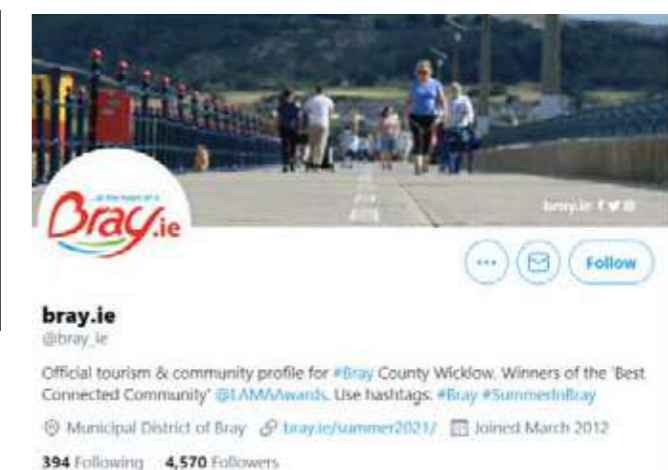 ...at the heart of it
Bray.ie
bray.ie
Follow
bray.ie
@bray_ie
Official tourism & community profile for #Bray County Wicklow. Winners of the 'Best
Connected Community' @LAMAAwards. Use hashtags: #Bray #SummerInBray
Municipal District of Bray bray.ie/summer2021/ Joined March 2012
394 Following 4,570 Followers